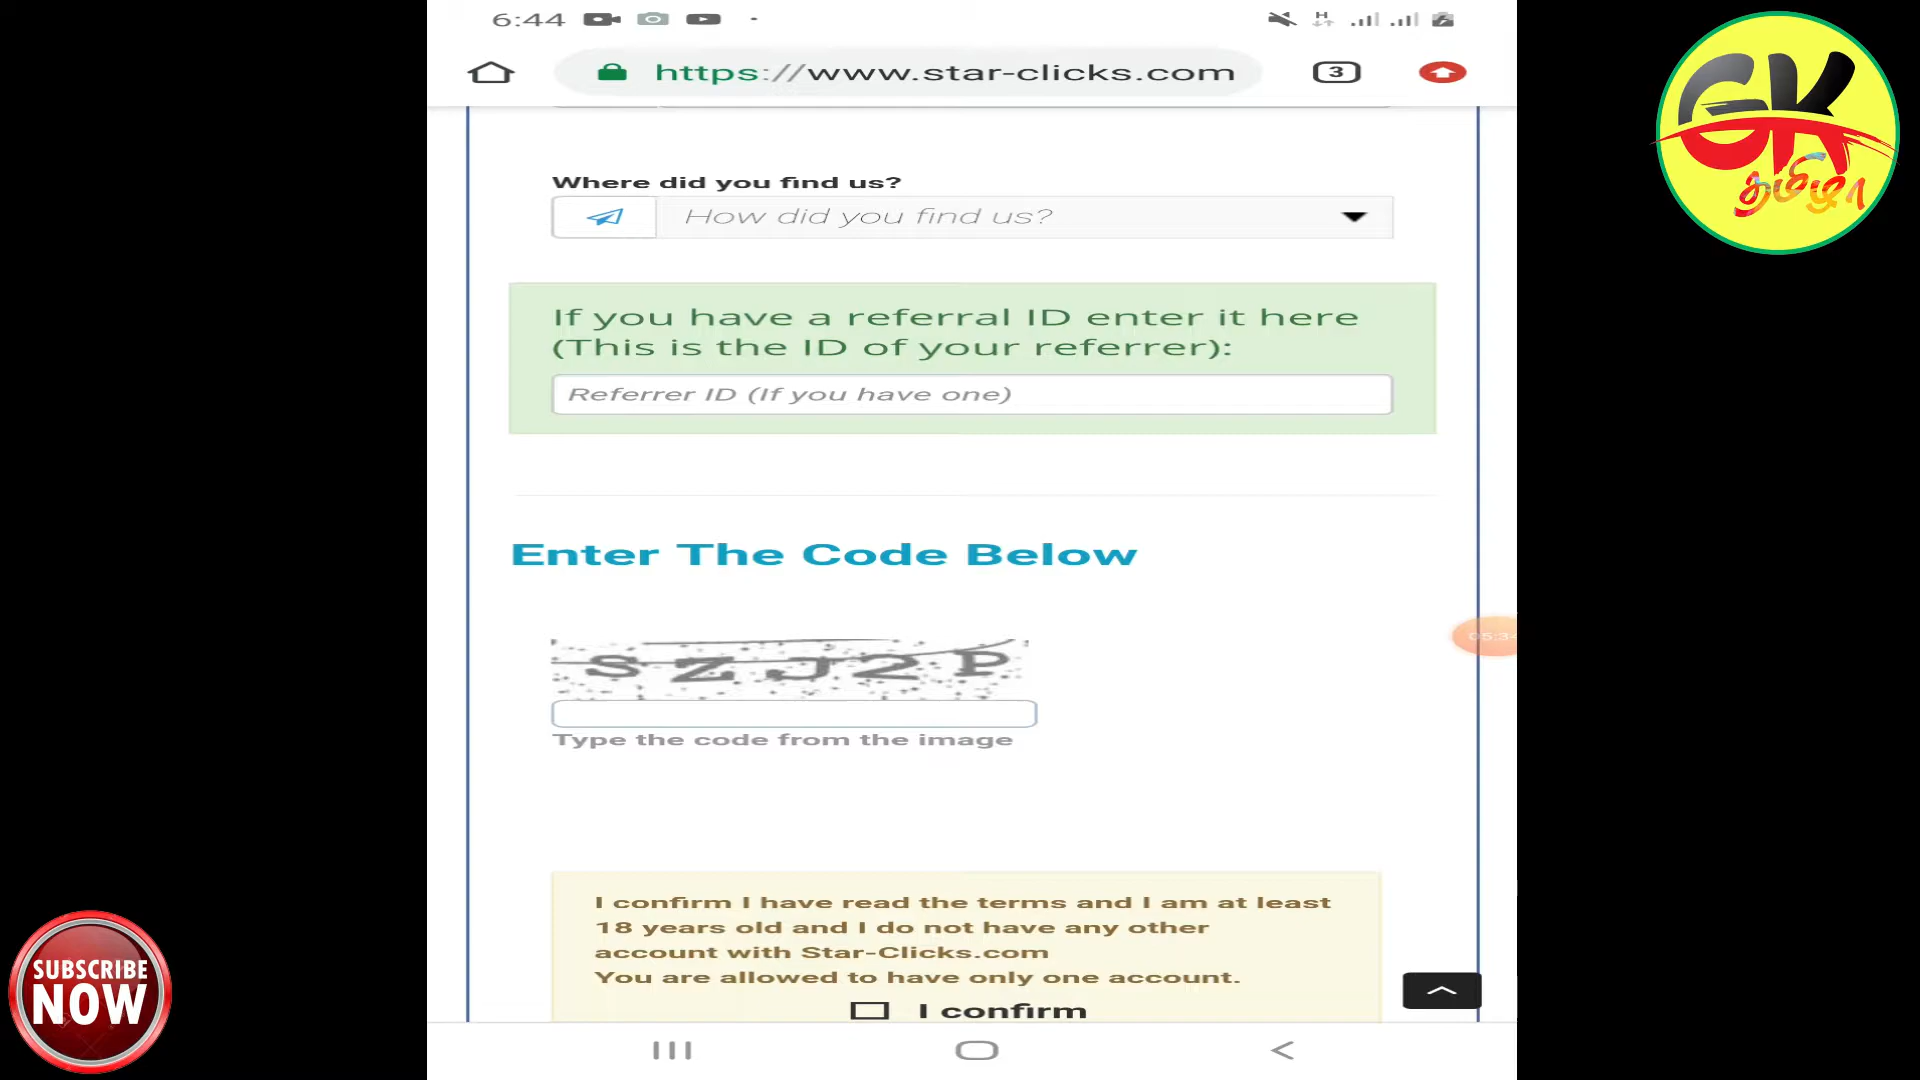 6:44
https://www.star-clicks.com
3
GK
தமிழா
Where did you find us?
How did you find us?
If you have a referral ID enter it here
(This is the ID of your referrer):
Referrer ID (If you have one)
Enter The Code Below
SZJ2P
Type the code from the image
I confirm I have read the terms and I am at least
18 years old and I do not have any other
account with Star-Clicks.com
You are allowed to have only one account.
I confirm
SUBSCRIBE
NOW